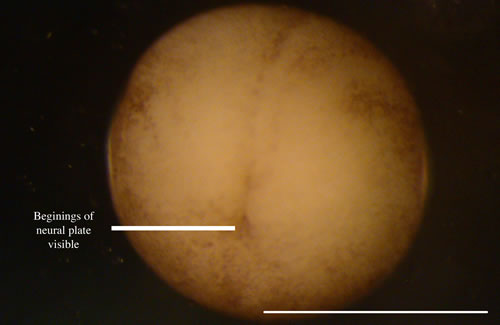 Beginings of
neural plate
visible